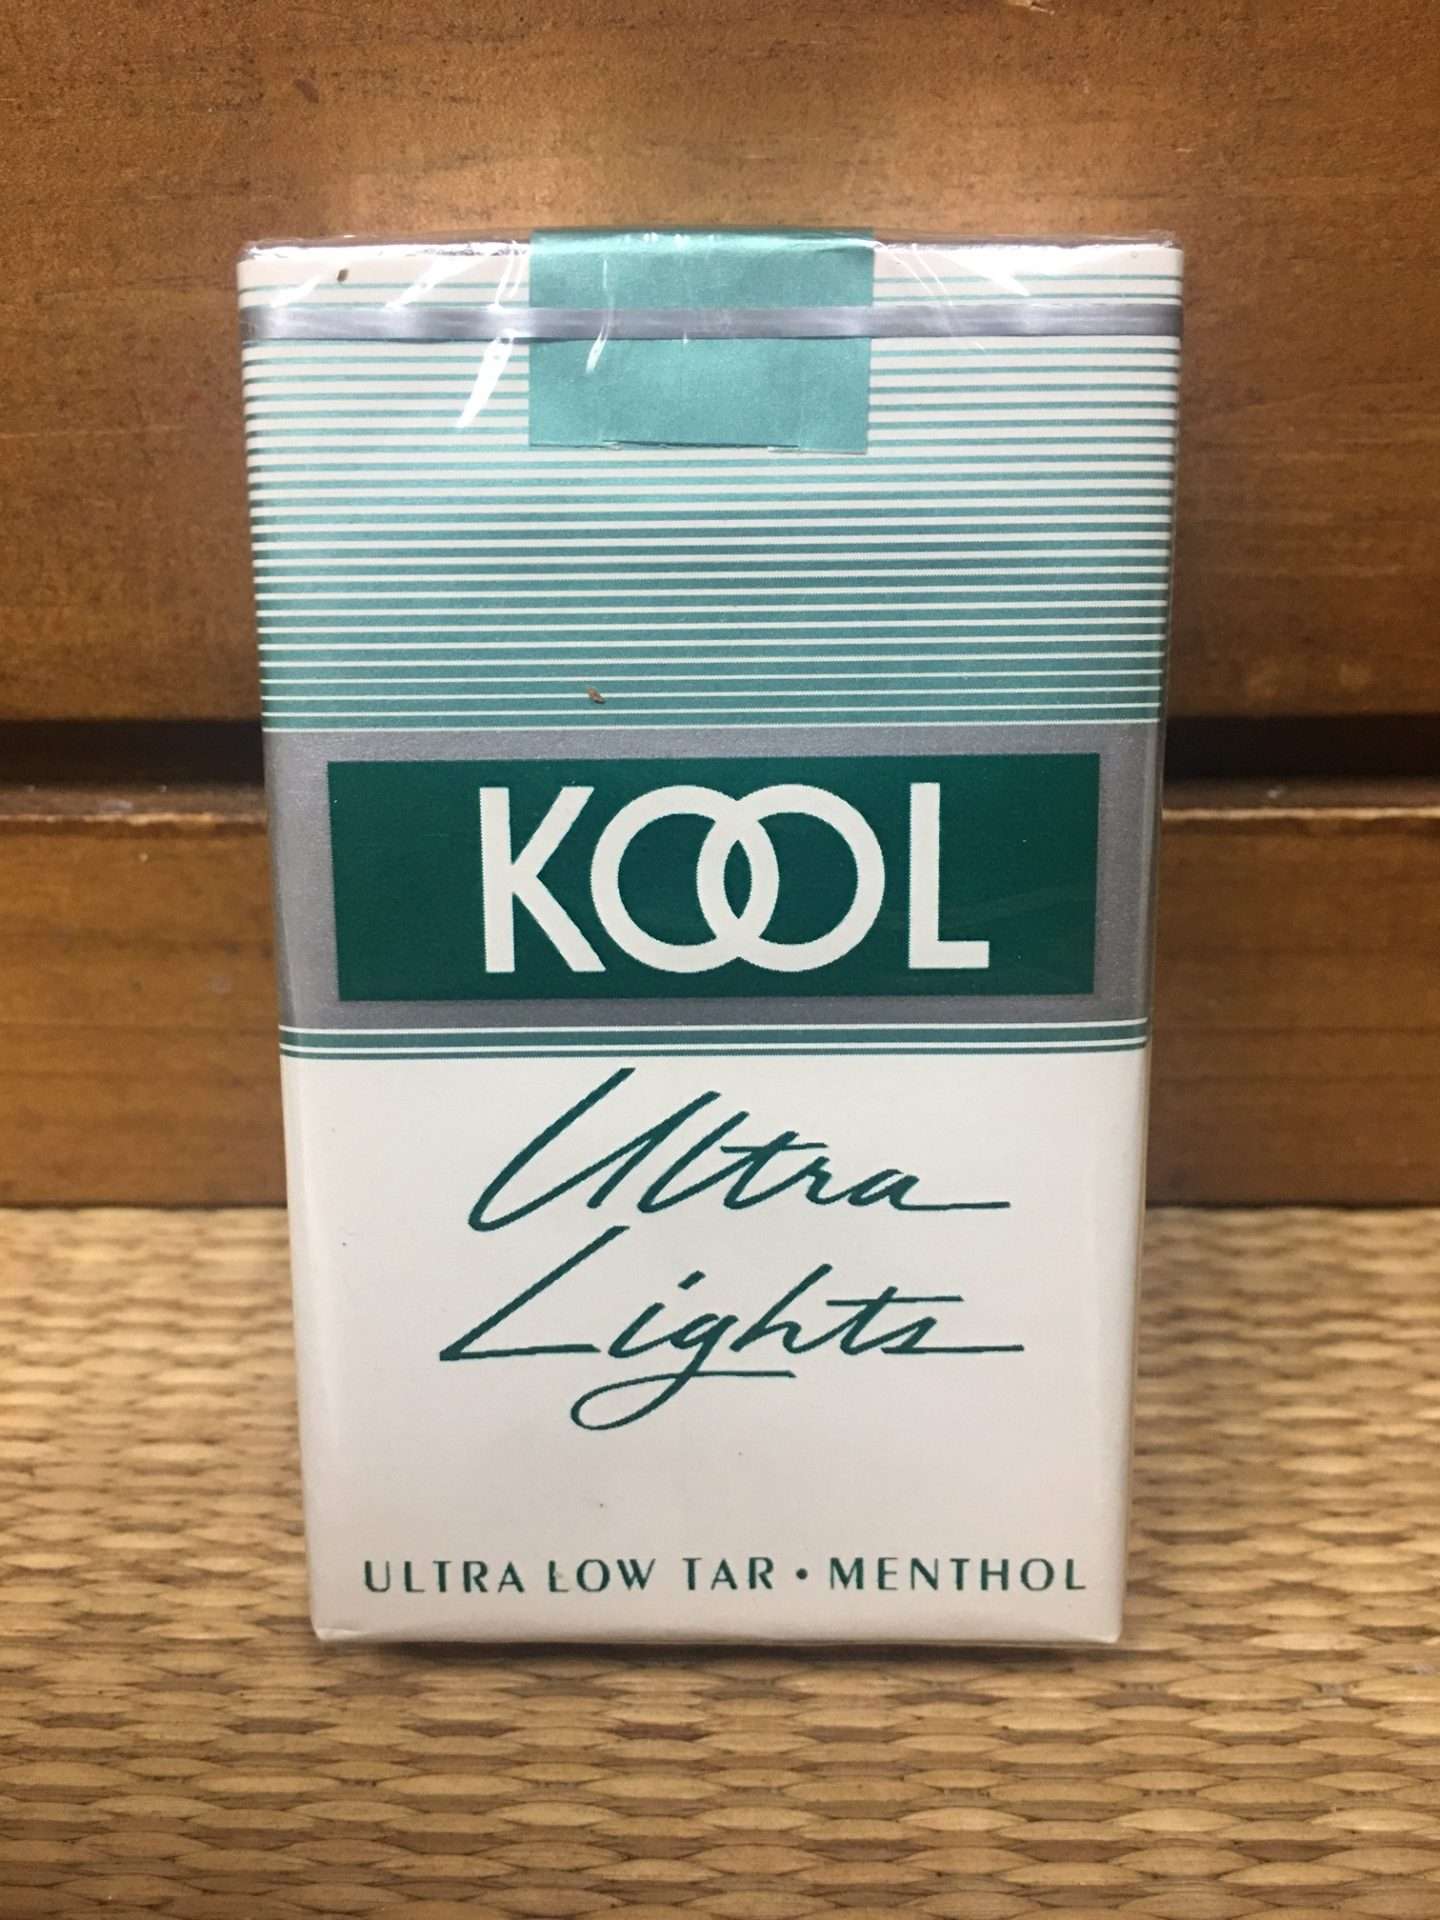 KOOL
Ultra
Lights
ULTRA LOW TAR • MENTHOL